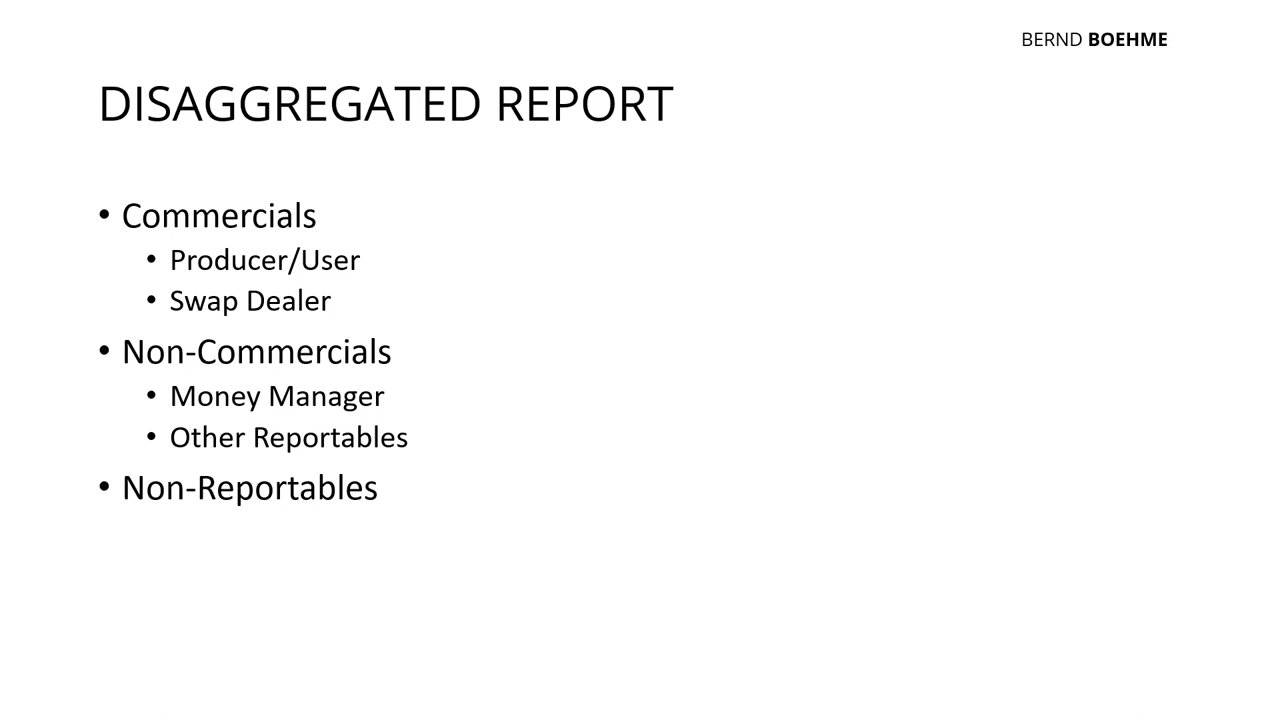 BERND BOEHME
DISAGGREGATED REPORT
• Commercials
• Producer/User
• Swap Dealer
• Non-Commercials
• Money Manager
• Other Reportables
• Non-Reportables